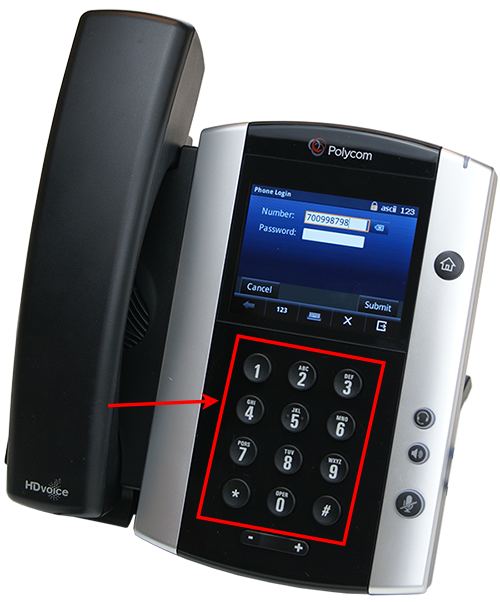 Polycom
Phone Login
ascii 123
Number: 700998798
Password:
Cancel
Submit
123
1
ABC
2
DEF
3
GHI
4
JKL
5
MNO
6
PQRS
7
TUV
8
WXYZ
9
*
OPER
0
#
- +
HDvoice